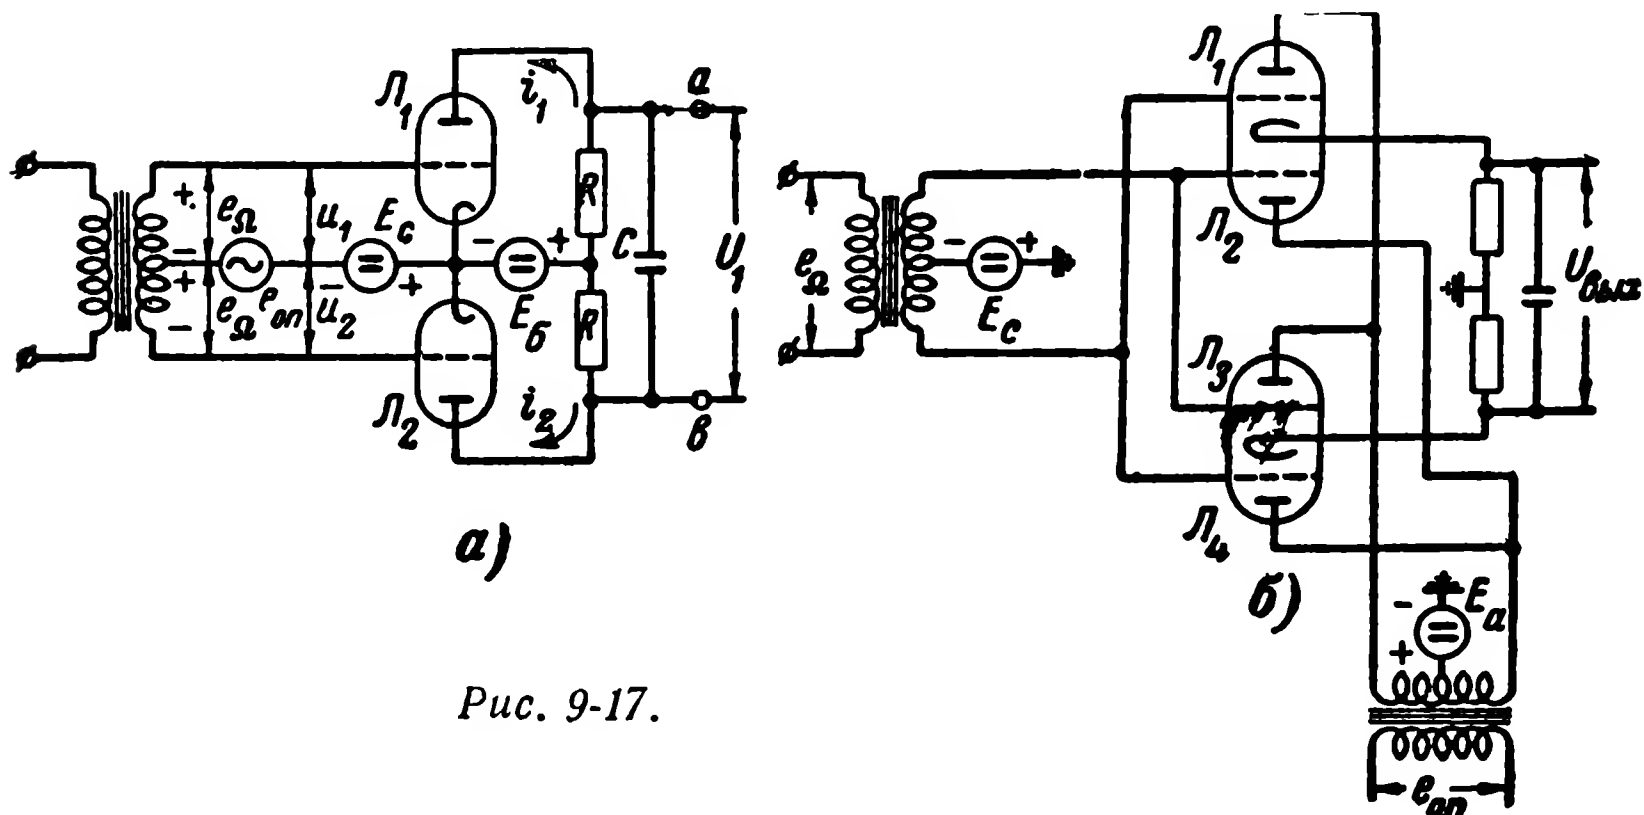 Л1
i1
a
+
eΩ
u1
Ec
R
−
−
+
C
U1
+
eΩ
eоп
−
u2
+
Eб
R
−
Л2
i2
в
а)
Л1
Л2
eΩ
−
+
Ec
Uвых
Л3
Л4
б)
−
Ea
+
eоп
Рис. 9-17.